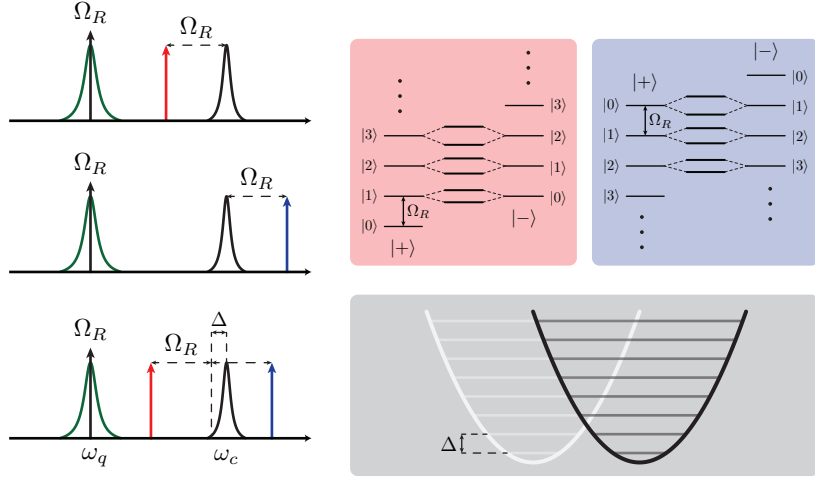 Ω_R
Ω_R
Ω_R
Ω_R
Ω_R
Ω_R
Δ
ω_q
ω_c
|3⟩
|3⟩
|2⟩
|2⟩
|1⟩
|1⟩
|0⟩
Ω_R
|0⟩
|−⟩
|+⟩
|−⟩
|+⟩
|0⟩
|0⟩
|1⟩
Ω_R
|1⟩
|2⟩
|2⟩
|3⟩
|3⟩
Δ